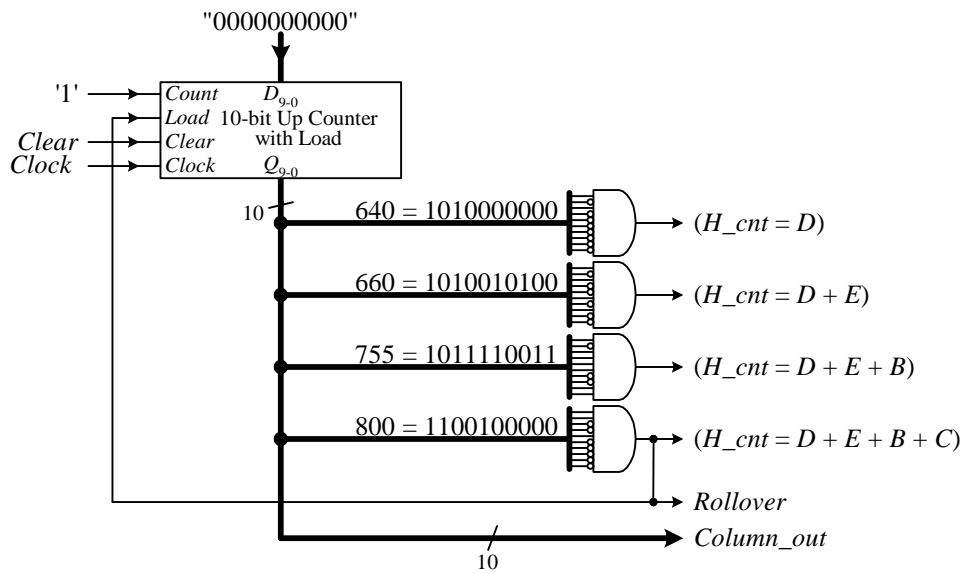 "0000000000"
'1'
Count
D9-0
Load
10-bit Up Counter
Clear
Clear
with Load
Clock
Clock
Q9-0
10
640 = 1010000000
(H_cnt = D)
660 = 1010010100
(H_cnt = D + E)
755 = 1011110011
(H_cnt = D + E + B)
800 = 1100100000
(H_cnt = D + E + B + C)
Rollover
Column_out
10